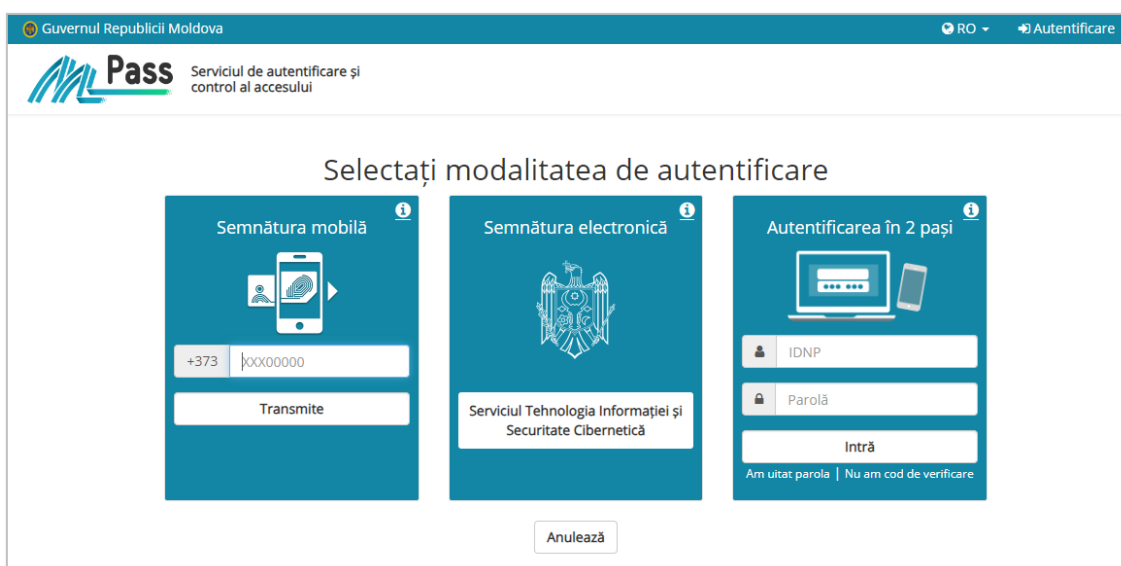 Guvernul Republicii Moldova
RO
Autentificare
Pass
Serviciul de autentificare și
control al accesului
Selectați modalitatea de autentificare
Semnătura mobilă
+373
XXX00000
Transmite
Semnătura electronică
Serviciul Tehnologia Informației și
Securitate Cibernetică
Autentificarea în 2 pași
IDNP
Parolă
Intră
Am uitat parola | Nu am cod de verificare
Anulează